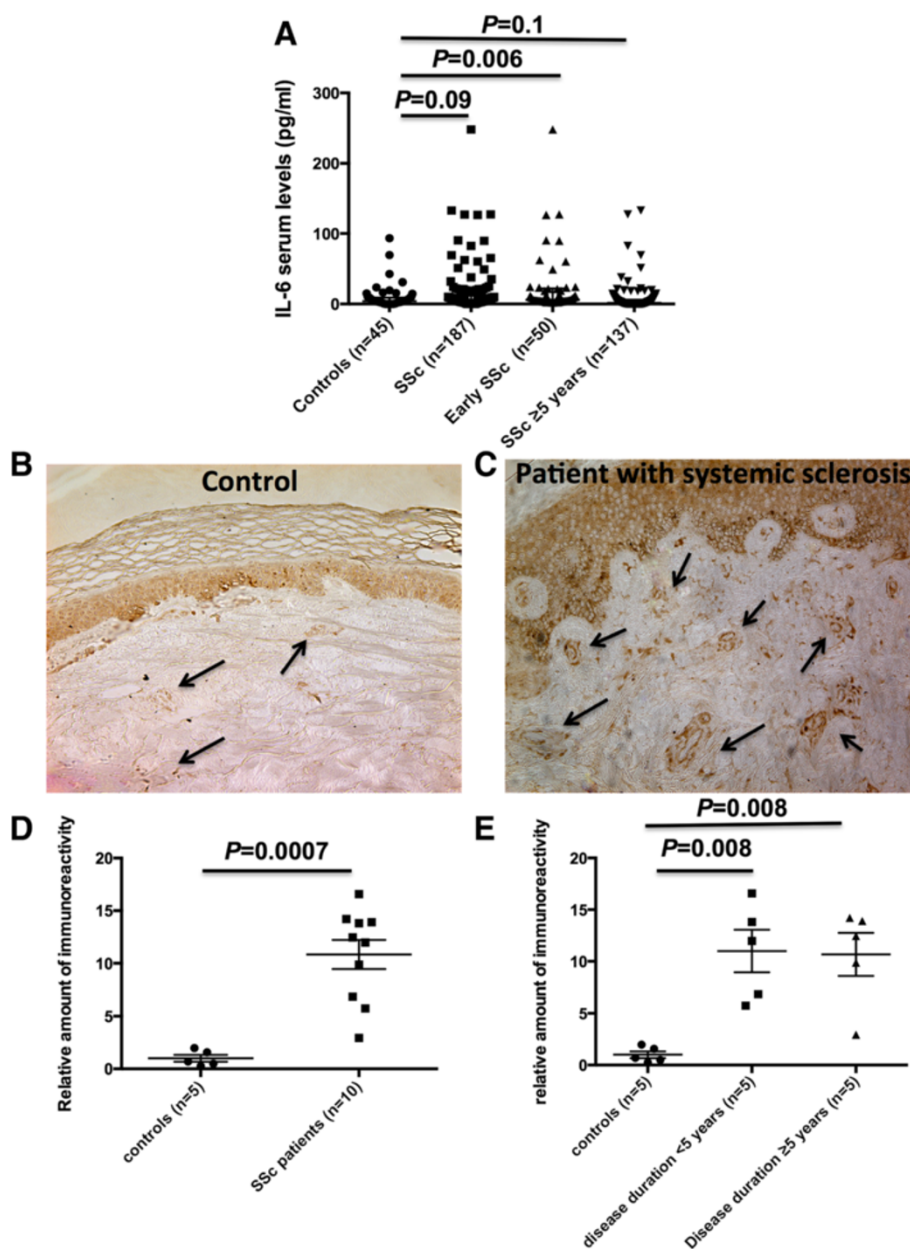 A
P=0.1
P=0.006
P=0.09
IL-6 serum levels (pg/ml)
300
200
100
0
Controls (n=45)
SSc (n=187)
Early SSc (n=50)
SSc ≥5 years (n=137)
B
Control
C
Patient with systemic sclerosis
D
P=0.0007
Relative amount of immunoreactivity
20
15
10
5
0
controls (n=5)
SSc patients (n=10)
E
P=0.008
P=0.008
relative amount of immunoreactivity
20
15
10
5
0
controls (n=5)
disease duration <5 years (n=5)
Disease duration ≥5 years (n=5)